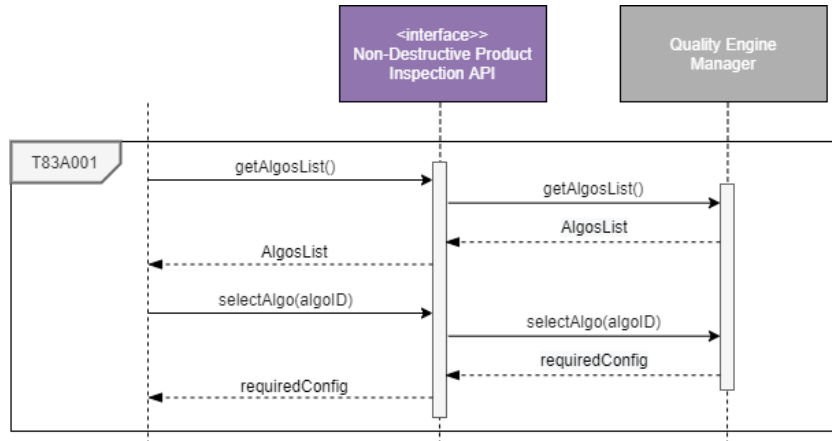 <interface>>
Non-Destructive Product
Inspection API
Quality Engine
Manager
T83A001
getAlgosList()
getAlgosList()
AlgosList
AlgosList
selectAlgo(algoID)
selectAlgo(algoID)
requiredConfig
requiredConfig